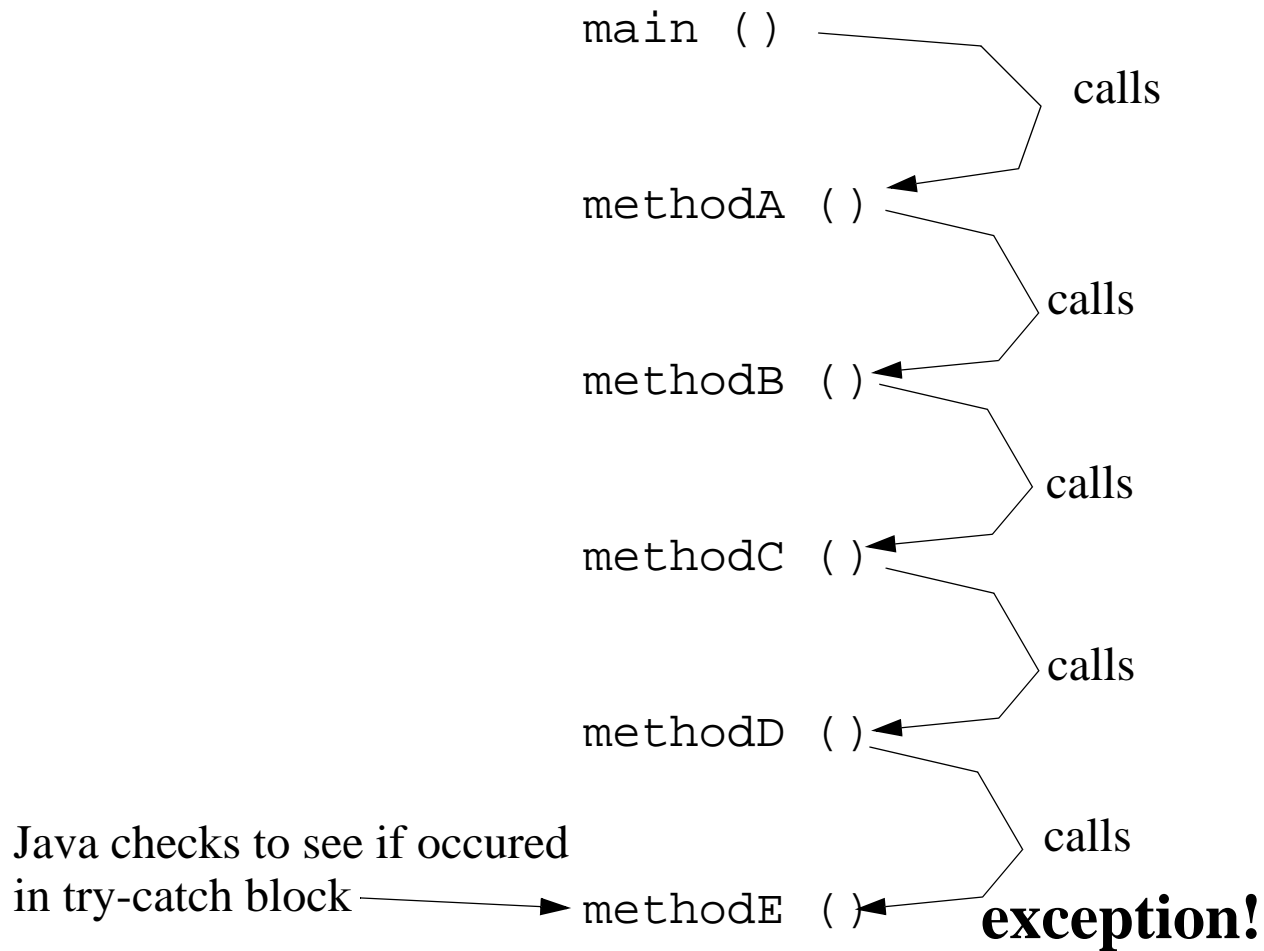 main ()
calls
methodA ()
calls
methodB ()
calls
methodC ()
calls
methodD ()
calls
Java checks to see if occured
in try-catch block
methodE ()
exception!